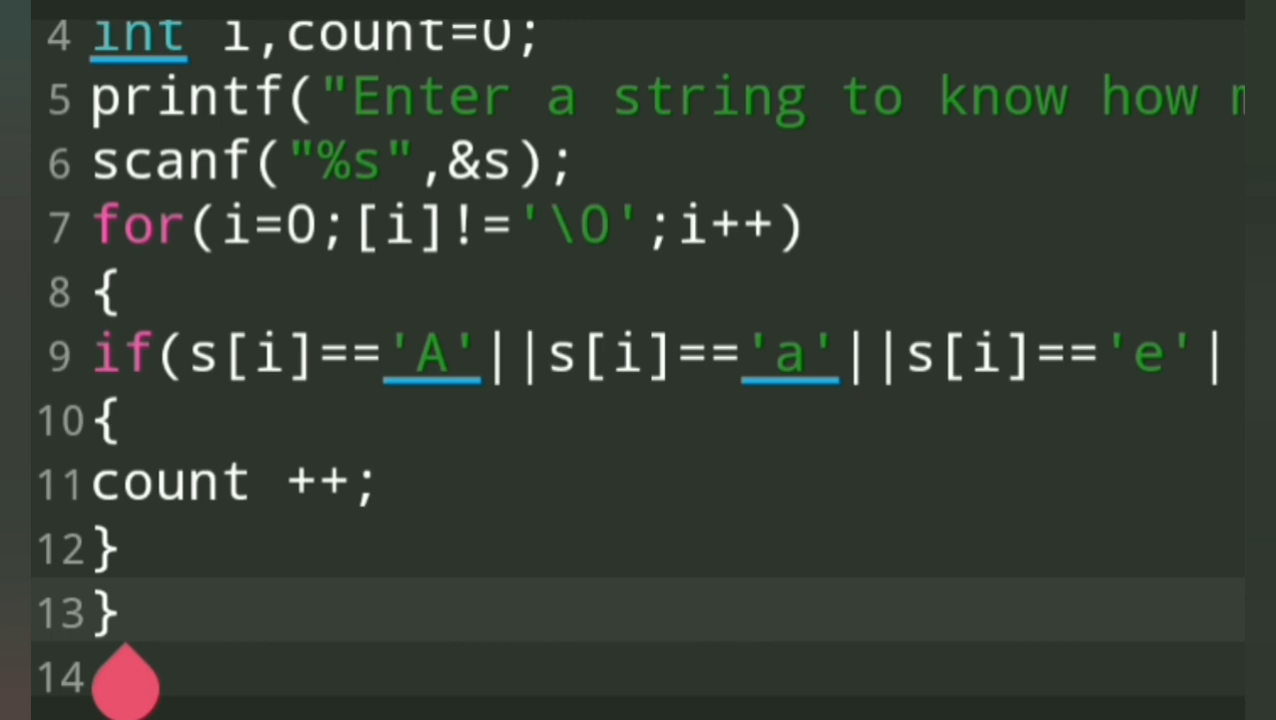 4 int i,count=0;
5 printf("Enter a string to know how
6 scanf("%s",&s);
7 for(i=0;[i]!='\0';i++)
8 {
9 if(s[i]=='A'||s[i]=='a'||s[i]=='e'|
10 {
11 count ++;
12 }
13 }
14